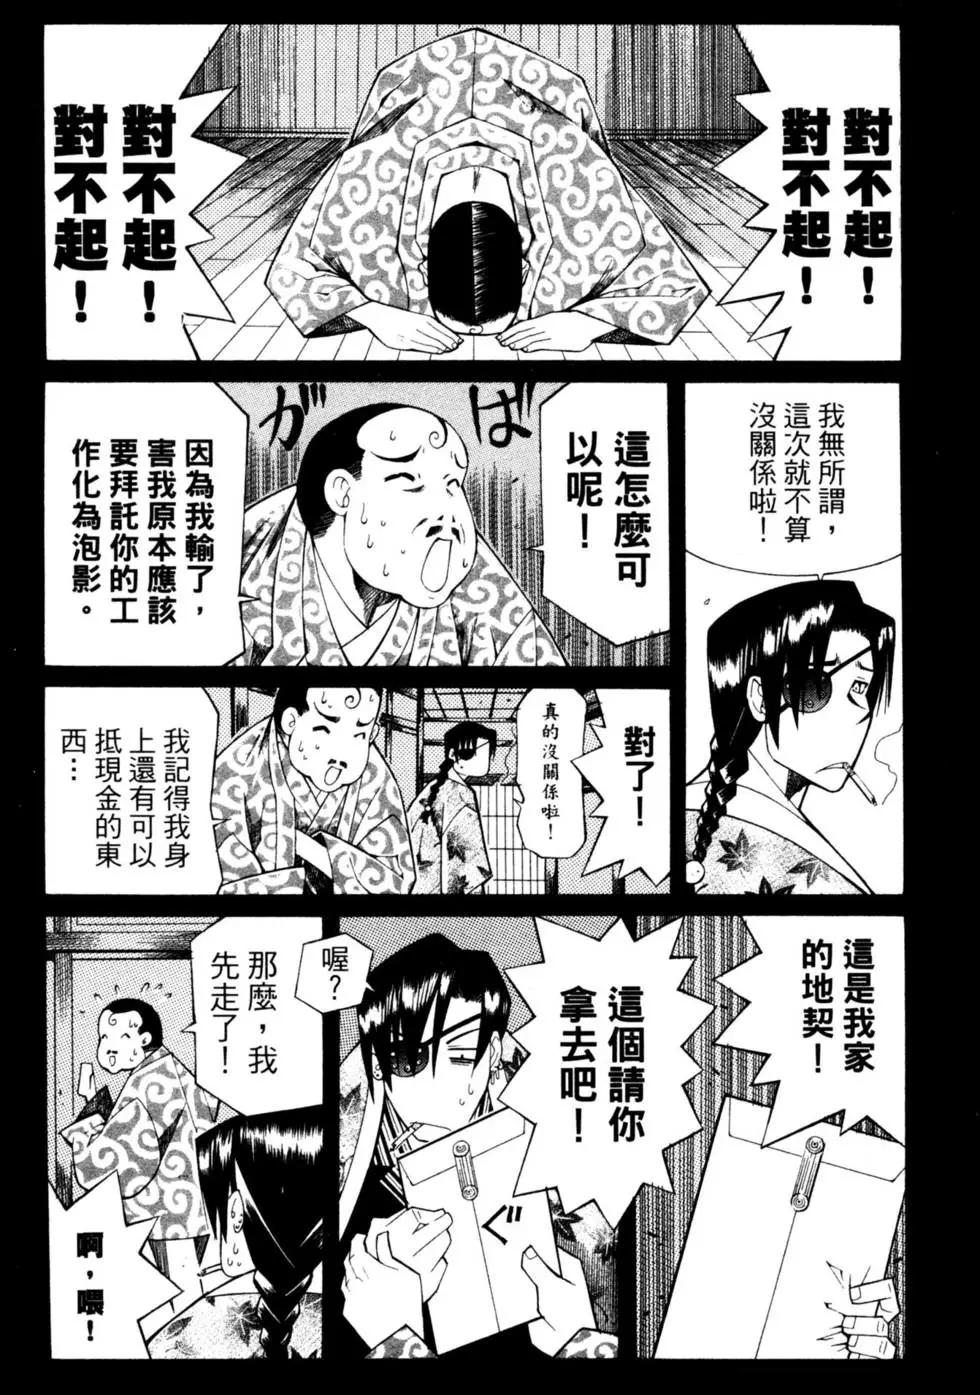 對不起！
對不起！
對不起！
對不起！
我無所謂，
這次就不算
沒關係啦！
這怎麼可
以呢！
ば
が
因為我輸了，
害我原本應該
要拜託你的工
作化為泡影。
對了！
真的沒關係啦！
我記得我身
上還有可以
抵現金的東
西…
這是我家
的地契！
這個請你
拿去吧！
ぐ
喔？
那麼，我
先走了！
啊，喂！